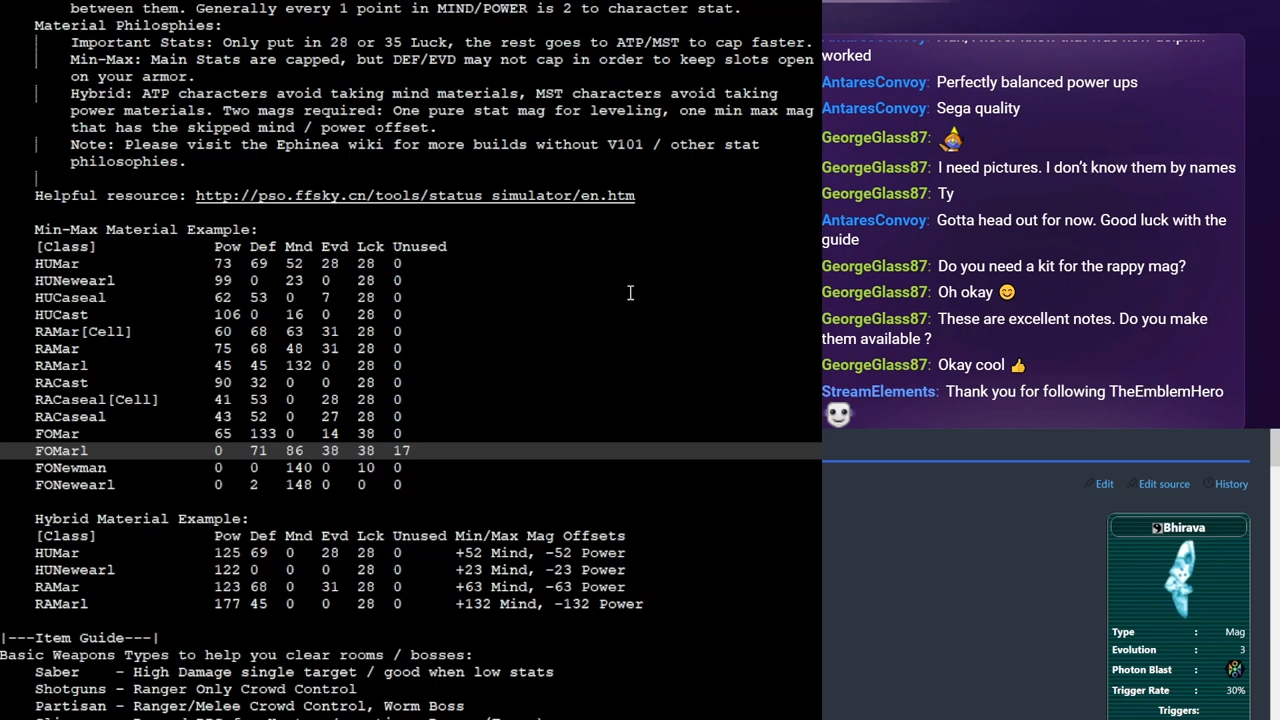 between them. Generally every 1 point in MIND/POWER is 2 to character stat.
Material Philosphies:
Important Stats: Only put in 28 or 35 Luck, the rest goes to ATP/MST to cap faster.
Min-Max: Main Stats are capped, but DEF/EVD may not cap in order to keep slots open
on your armor.
Hybrid: ATP characters avoid taking mind materials, MST characters avoid taking
power materials. Two mags required: One pure stat mag for leveling, one min max mag
that has the skipped mind / power offset.
Note: Please visit the Ephinea wiki for more builds without V101 / other stat
philosophies.
Helpful resource: http://pso.ffsky.cn/tools/status_simulator/en.htm
Min-Max Material Example:
[Class] Pow Def Mnd Evd Lck Unused
HUMar 73 69 52 28 28 0
HUNewearl 99 0 23 0 28 0
HUCaseal 62 53 0 7 28 0
HUCast 106 0 16 0 28 0
RAMar[Cell] 60 68 63 31 28 0
RAMar 75 68 48 31 28 0
RAMarl 45 45 132 0 28 0
RACast 90 32 0 0 28 0
RACaseal[Cell] 41 53 0 28 28 0
RACaseal 43 52 0 27 28 0
FOMar 65 133 0 14 38 0
FOMarl 0 71 86 38 38 17
FONewman 0 0 140 0 10 0
FONewearl 0 2 148 0 0 0
Hybrid Material Example:
[Class] Pow Def Mnd Evd Lck Unused Min/Max Mag Offsets
HUMar 125 69 0 28 28 0 +52 Mind, -52 Power
HUNewearl 122 0 0 0 28 0 +23 Mind, -23 Power
RAMar 123 68 0 31 28 0 +63 Mind, -63 Power
RAMarl 177 45 0 0 28 0 +132 Mind, -132 Power
|---Item Guide---|
Basic Weapons Types to help you clear rooms / bosses:
Saber - High Damage single target / good when low stats
Shotguns - Ranger Only Crowd Control
Partisan - Ranger/Melee Crowd Control, Worm Boss
worked
AntaresConvoy: Perfectly balanced power ups
AntaresConvoy: Sega quality
GeorgeGlass87:
GeorgeGlass87: I need pictures. I don't know them by names
GeorgeGlass87: Ty
AntaresConvoy: Gotta head out for now. Good luck with the
guide
GeorgeGlass87: Do you need a kit for the rappy mag?
GeorgeGlass87: Oh okay 😊
GeorgeGlass87: These are excellent notes. Do you make
them available ?
GeorgeGlass87: Okay cool 👍
StreamElements: Thank you for following TheEmblemHero
Edit Edit source History
Bhirava
Type : Mag
Evolution : 3
Photon Blast :
Trigger Rate : 30%
Triggers: